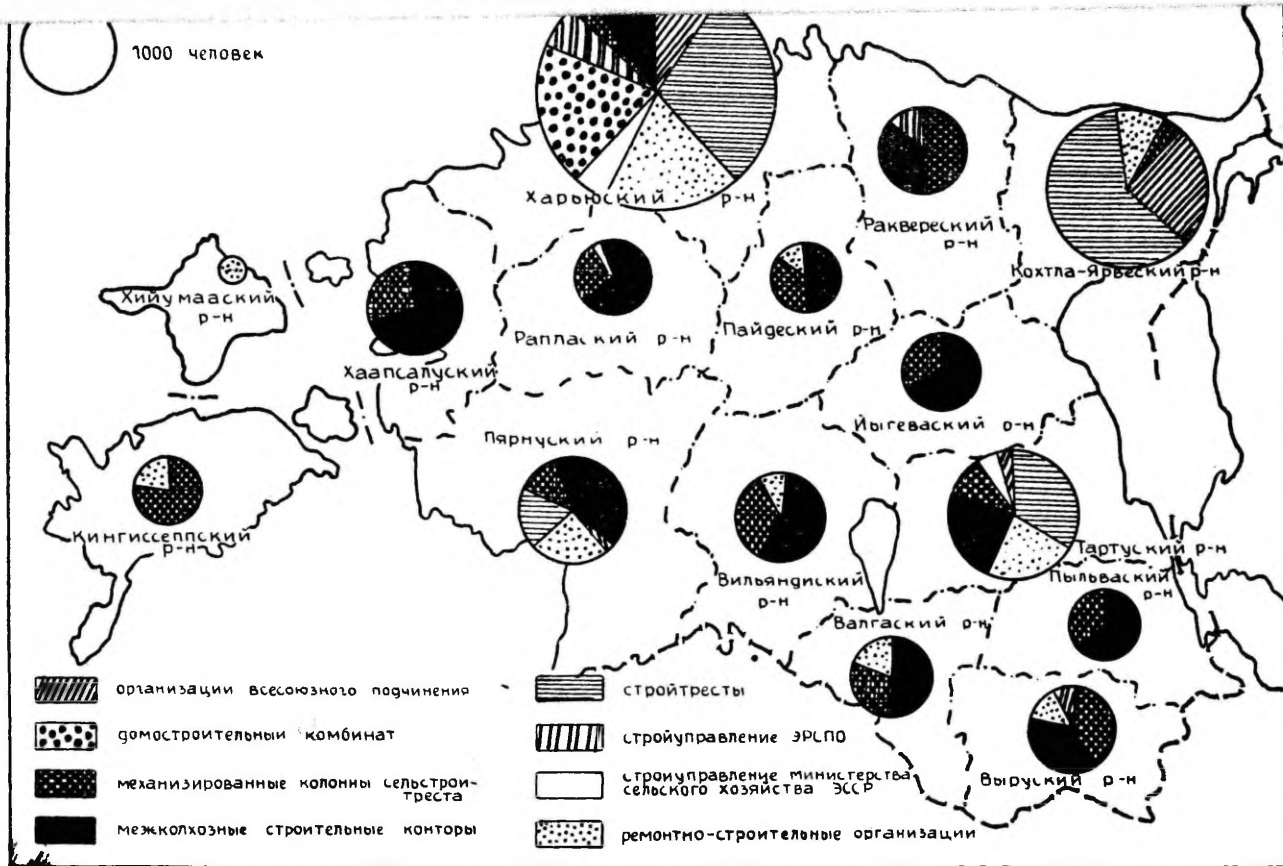 1000 человек
Харьюский р-н
Раквереский
р-н
Кохтла-Ярвеский р-н
Хийумааский
р-н
Раплаский р-н
Пайдеский р-н
Хаапсалуский
р-н
Йыгеваский р-н
Пярнуский р-н
Кингиссеппский
р-н
Вильяндиский
р-н
Тартуский р-н
Пыльваский
р-н
Валгаский р-н
Выруский р-н
организации всесоюзного подчинения
домостроительный комбинат
механизированные колонны сельстрой-
треста
межколхозные строительные конторы
стройтресты
стройуправление ЭРСПО
стройуправление министерства
сельского хозяйства ЭССР
ремонтно-строительные организации